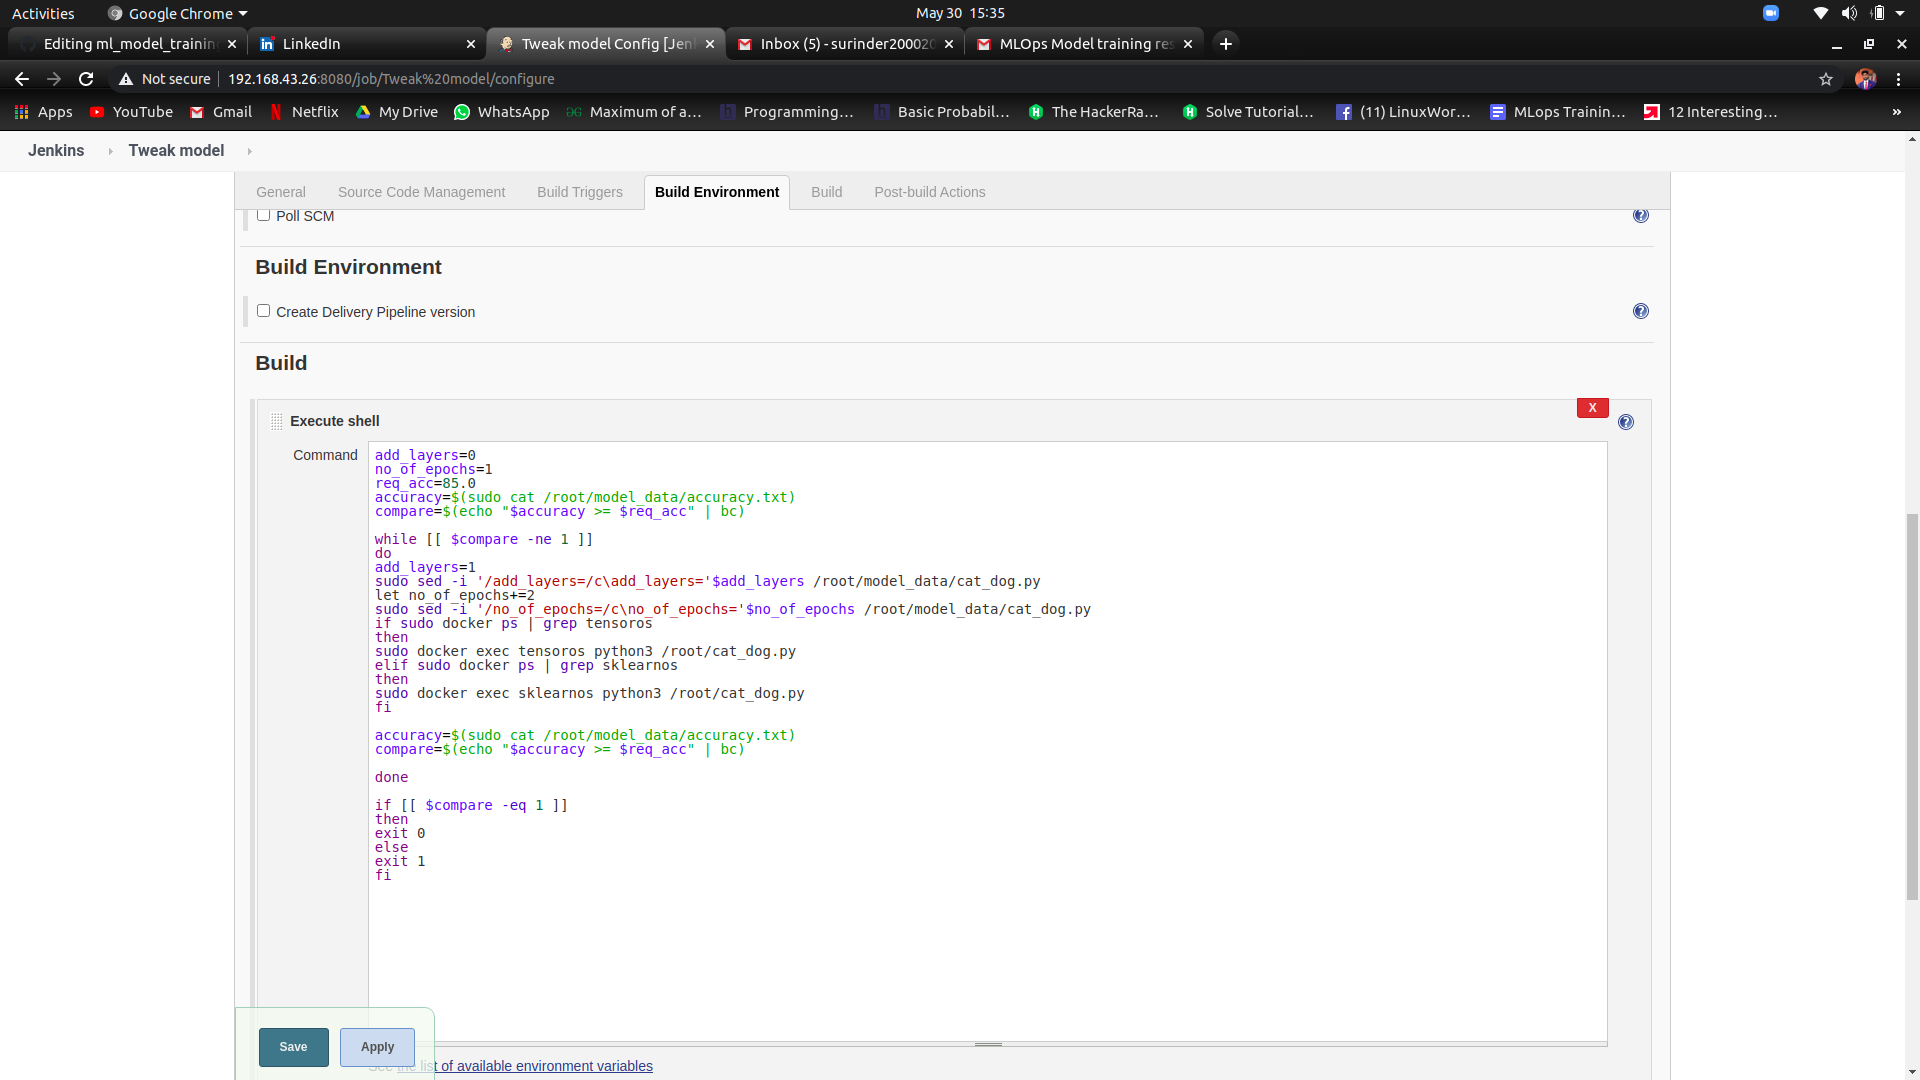 Activities Google Chrome May 30 15:35
Editing ml_model_trainin LinkedIn Tweak model Config [Jen Inbox (5) - surinder200020 MLOps Model training res
Not secure 192.168.43.26:8080/job/Tweak%20model/configure
Apps YouTube Gmail Netflix My Drive WhatsApp Maximum of a... Programming... Basic Probabil... The HackerRa... Solve Tutorial... (11) LinuxWor... MLops Trainin... 12 Interesting... »
Jenkins Tweak model
General Source Code Management Build Triggers Build Environment Build Post-build Actions
Poll SCM
Build Environment
Create Delivery Pipeline version
Build
X
Execute shell
Command
add_layers=0
no_of_epochs=1
req_acc=85.0
accuracy=$(sudo cat /root/model_data/accuracy.txt)
compare=$(echo "$accuracy >= $req_acc" | bc)
while [[ $compare -ne 1 ]]
do
add_layers=1
sudo sed -i '/add_layers=/c\add_layers='$add_layers /root/model_data/cat_dog.py
let no_of_epochs+=2
sudo sed -i '/no_of_epochs=/c\no_of_epochs='$no_of_epochs /root/model_data/cat_dog.py
if sudo docker ps | grep tensoros
then
sudo docker exec tensoros python3 /root/cat_dog.py
elif sudo docker ps | grep sklearnos
then
sudo docker exec sklearnos python3 /root/cat_dog.py
fi
accuracy=$(sudo cat /root/model_data/accuracy.txt)
compare=$(echo "$accuracy >= $req_acc" | bc)
done
if [[ $compare -eq 1 ]]
then
exit 0
else
exit 1
fi
Save Apply
See the list of available environment variables